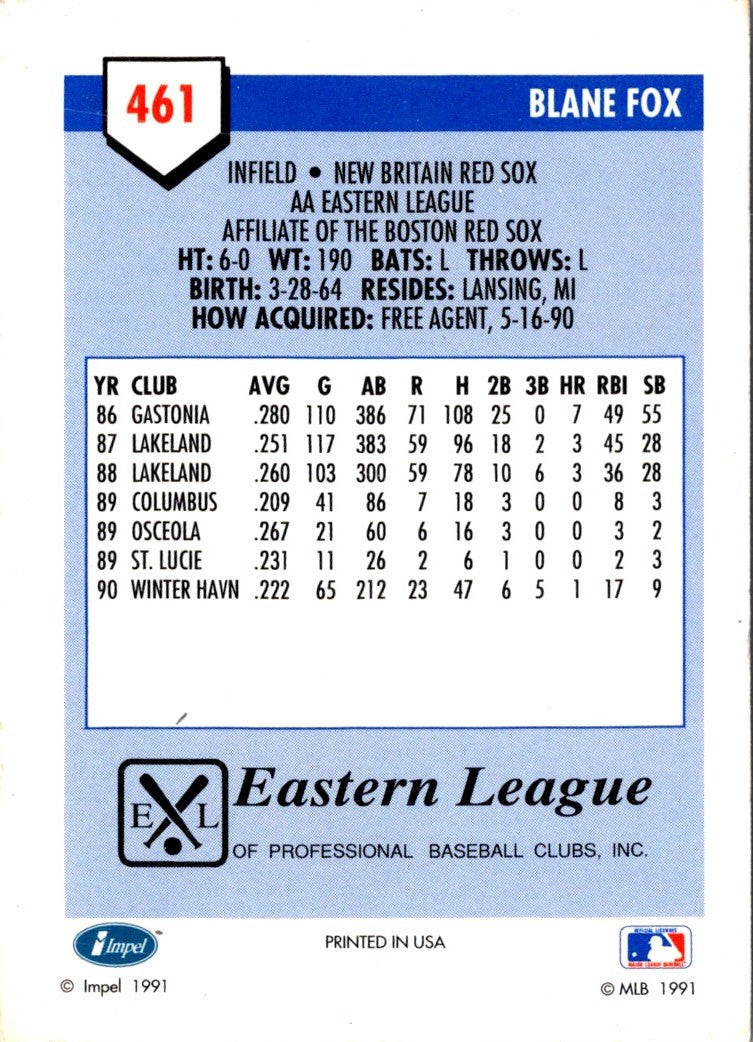 461
BLANE FOX
INFIELD • NEW BRITAIN RED SOX
AA EASTERN LEAGUE
AFFILIATE OF THE BOSTON RED SOX
HT: 6-0 WT: 190 BATS: L THROWS: L
BIRTH: 3-28-64 RESIDES: LANSING, MI
HOW ACQUIRED: FREE AGENT, 5-16-90
YR CLUB AVG G AB R H 2B 3B HR RBI SB
86 GASTONIA .280 110 386 71 108 25 0 7 49 55
87 LAKELAND .251 117 383 59 96 18 2 3 45 28
88 LAKELAND .260 103 300 59 78 10 6 3 36 28
89 COLUMBUS .209 41 86 7 18 3 0 0 8 3
89 OSCEOLA .267 21 60 6 16 3 0 0 3 2
89 ST. LUCIE .231 11 26 2 6 1 0 0 2 3
90 WINTER HAVN .222 65 212 23 47 6 5 1 17 9
E L
Eastern League
OF PROFESSIONAL BASEBALL CLUBS, INC.
Impel™
PRINTED IN USA
OFFICIAL LICENSEE
MAJOR LEAGUE BASEBALL
© Impel 1991
© MLB 1991